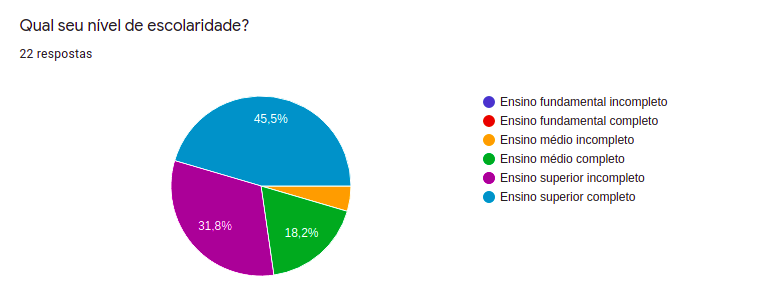 Qual seu nível de escolaridade?
22 respostas
45,5%
31,8%
18,2%
Ensino fundamental incompleto
Ensino fundamental completo
Ensino médio incompleto
Ensino médio completo
Ensino superior incompleto
Ensino superior completo